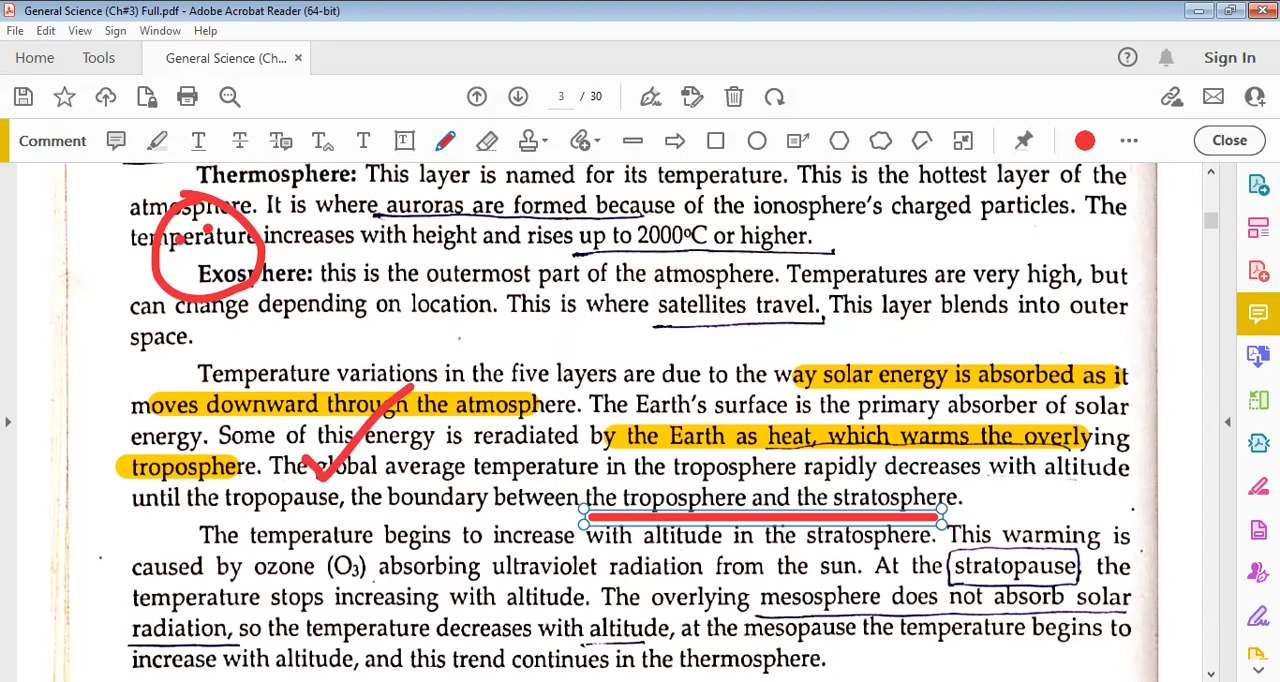 General Science (Ch#3) Full.pdf - Adobe Acrobat Reader (64-bit)
File Edit View Sign Window Help
Home Tools General Science (Ch... × Sign In
3 / 30
Comment Close
Thermosphere: This layer is named for its temperature. This is the hottest layer of the
atmosphere. It is where auroras are formed because of the ionosphere's charged particles. The
temperature increases with height and rises up to 2000°C or higher.
Exosphere: this is the outermost part of the atmosphere. Temperatures are very high, but
can change depending on location. This is where satellites travel. This layer blends into outer
space.
Temperature variations in the five layers are due to the way solar energy is absorbed as it
moves downward through the atmosphere. The Earth's surface is the primary absorber of solar
energy. Some of this energy is reradiated by the Earth as heat, which warms the overlying
troposphere. The global average temperature in the troposphere rapidly decreases with altitude
until the tropopause, the boundary between the troposphere and the stratosphere.
The temperature begins to increase with altitude in the stratosphere. This warming is
caused by ozone (O₃) absorbing ultraviolet radiation from the sun. At the stratopause, the
temperature stops increasing with altitude. The overlying mesosphere does not absorb solar
radiation, so the temperature decreases with altitude, at the mesopause the temperature begins to
increase with altitude, and this trend continues in the thermosphere.